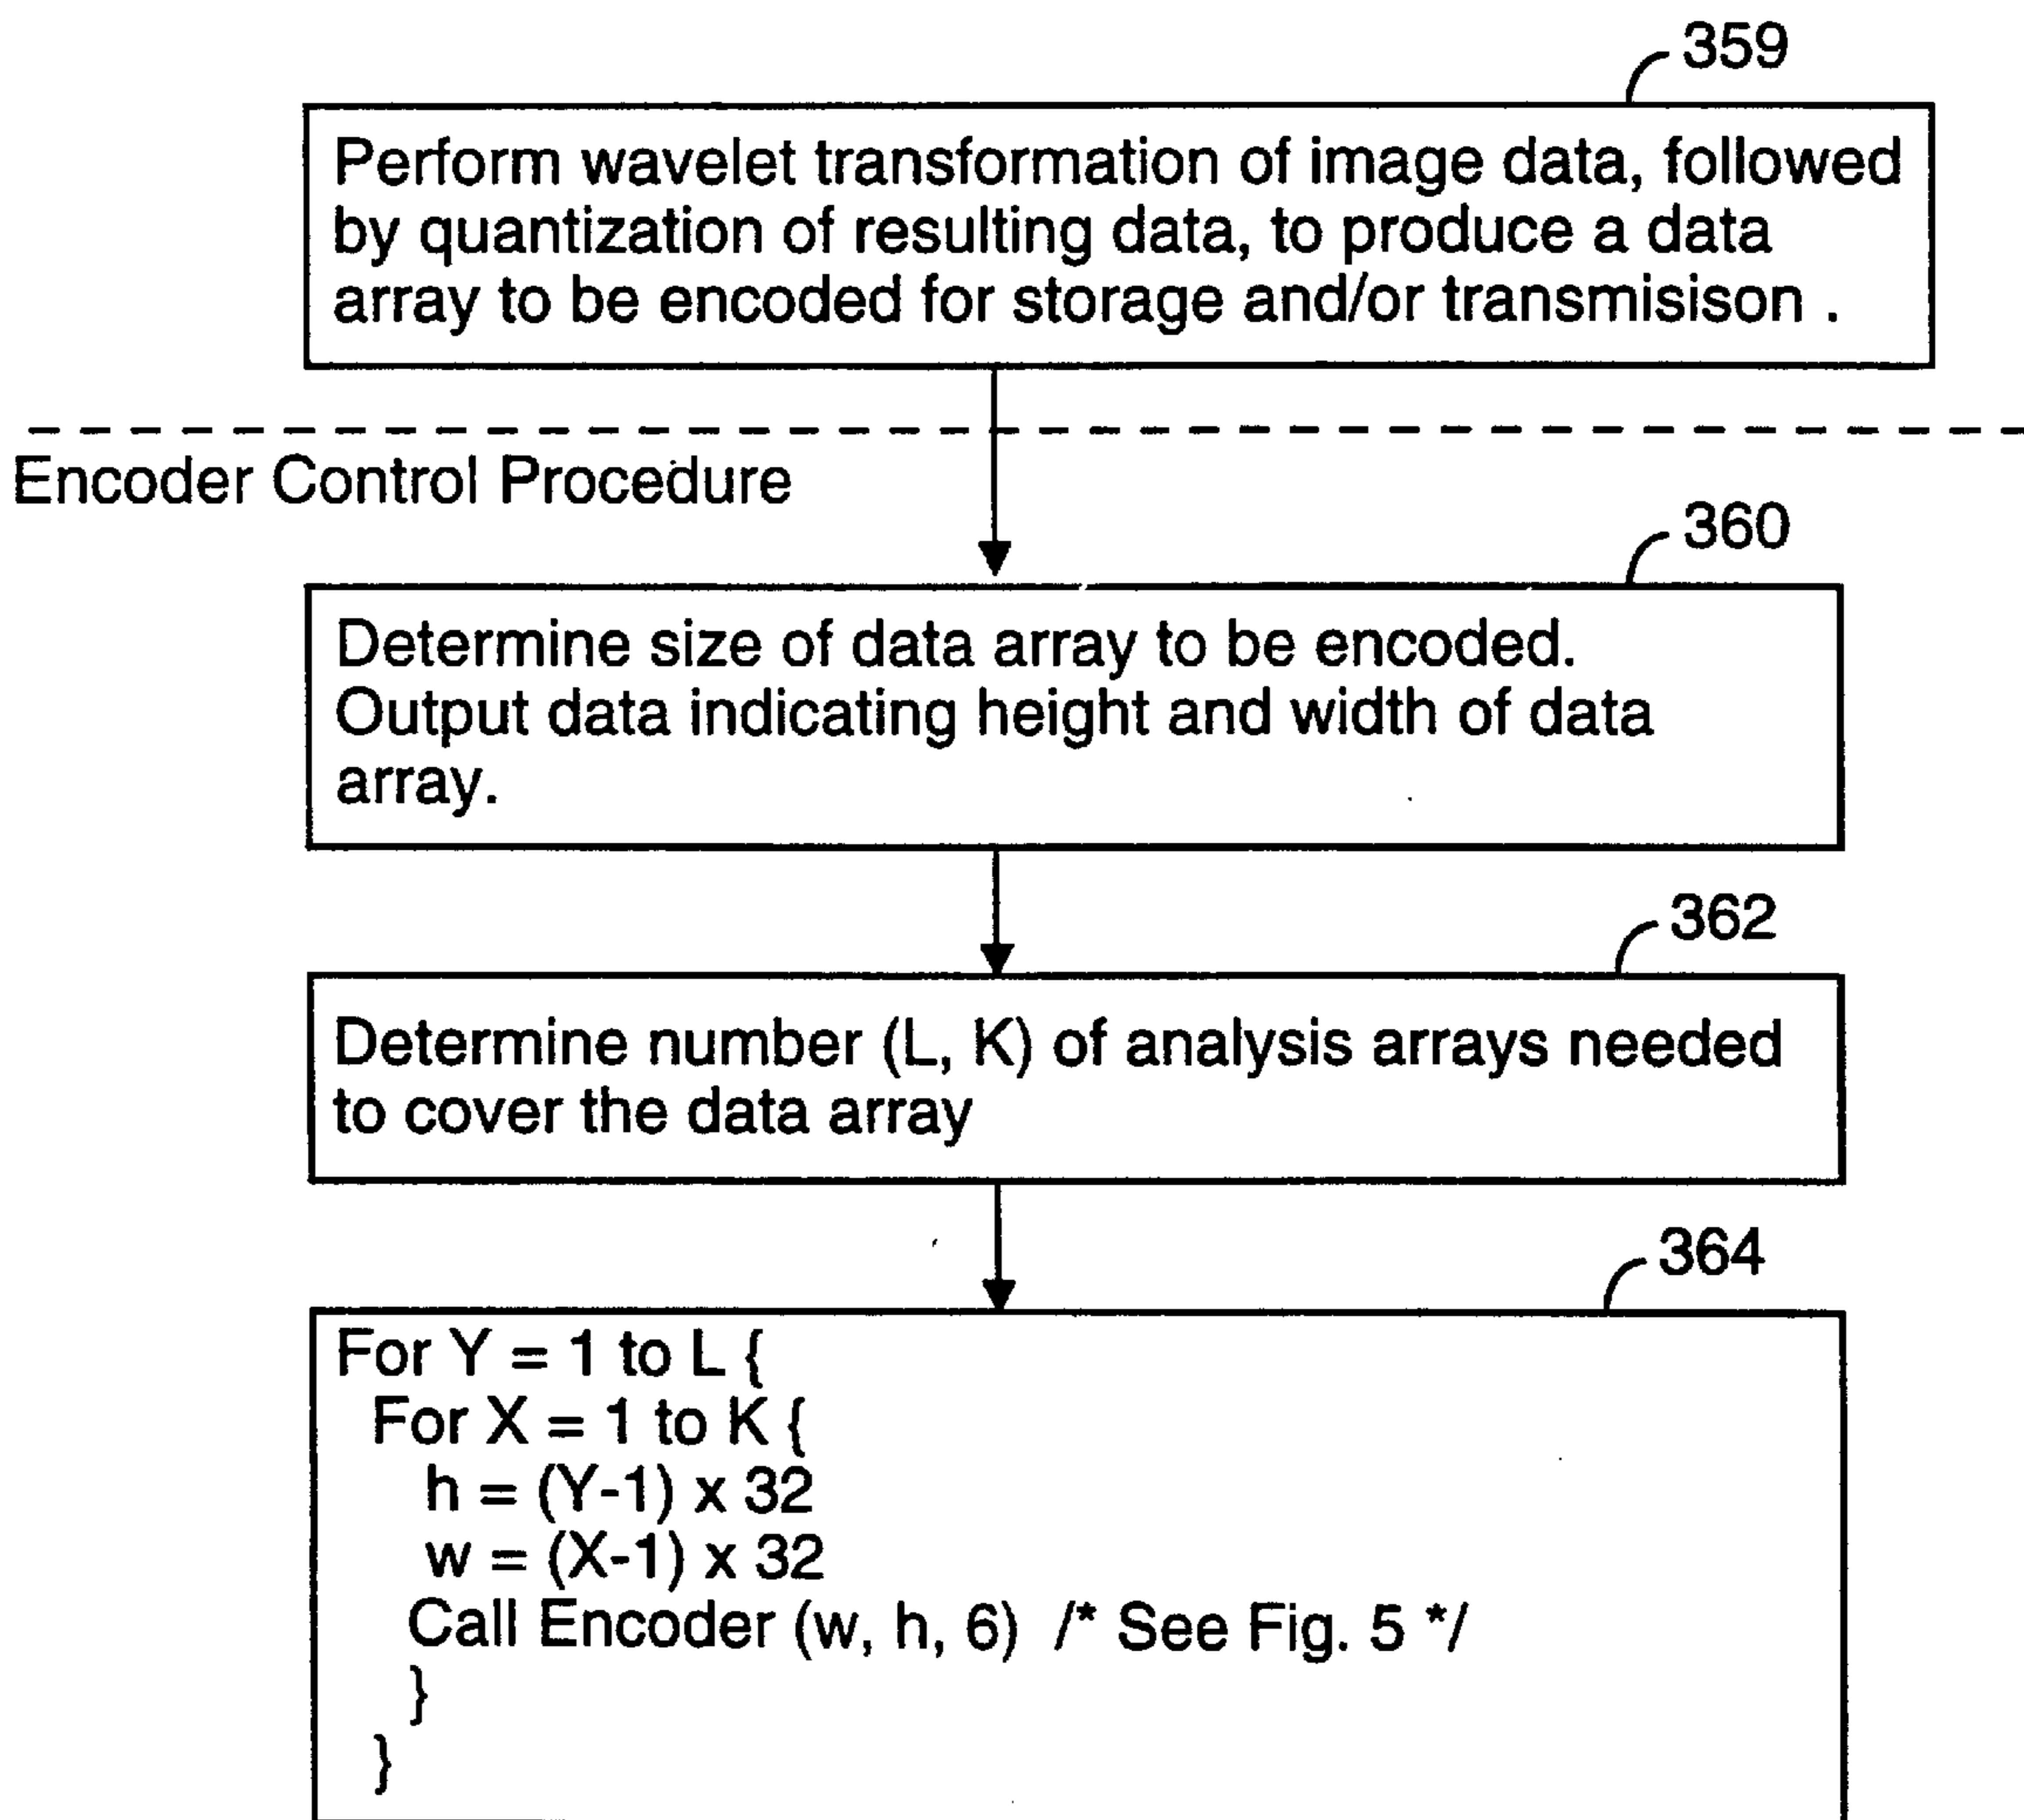 359
Perform wavelet transformation of image data, followed
by quantization of resulting data, to produce a data
array to be encoded for storage and/or transmisison .
Encoder Control Procedure
360
Determine size of data array to be encoded.
Output data indicating height and width of data
array.
362
Determine number (L, K) of analysis arrays needed
to cover the data array
364
For Y = 1 to L {
For X = 1 to K {
h = (Y-1) x 32
w = (X-1) x 32
Call Encoder (w, h, 6) /* See Fig. 5 */
}
}